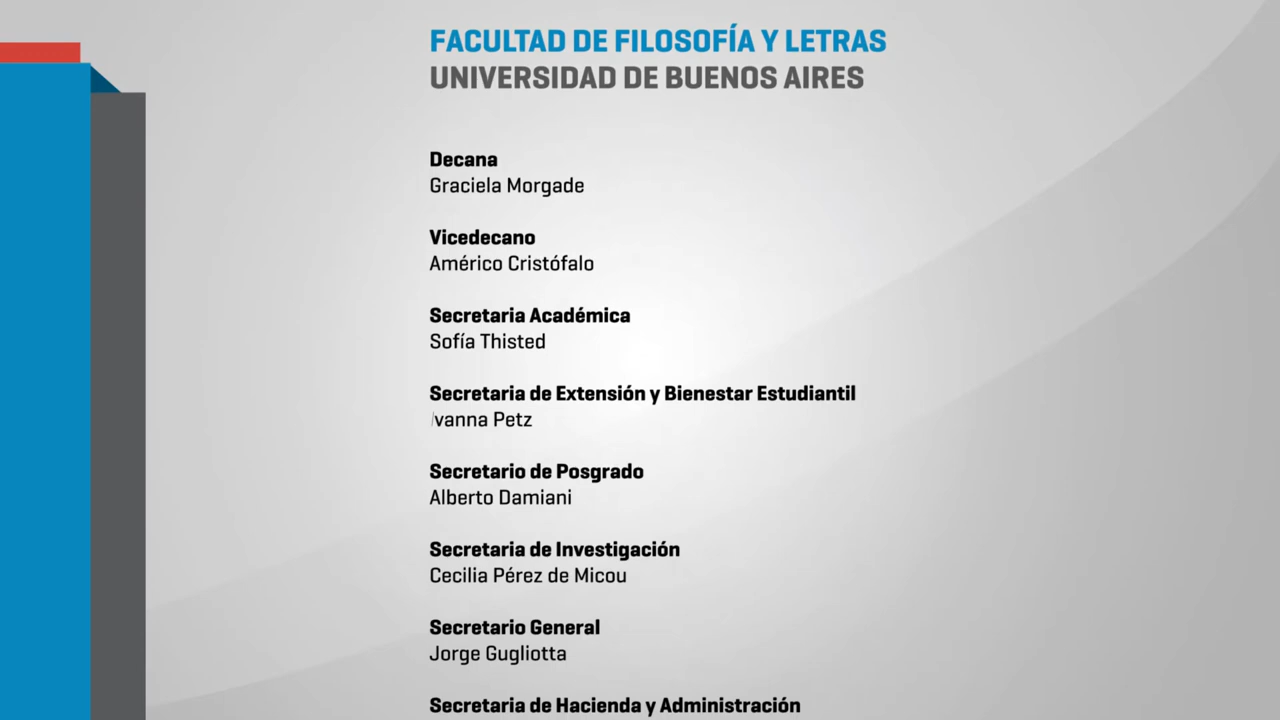 FACULTAD DE FILOSOFÍA Y LETRAS
UNIVERSIDAD DE BUENOS AIRES
Decana
Graciela Morgade
Vicedecano
Américo Cristófalo
Secretaria Académica
Sofía Thisted
Secretaria de Extensión y Bienestar Estudiantil
Ivanna Petz
Secretario de Posgrado
Alberto Damiani
Secretaria de Investigación
Cecilia Pérez de Micou
Secretario General
Jorge Gugliotta
Secretaria de Hacienda y Administración